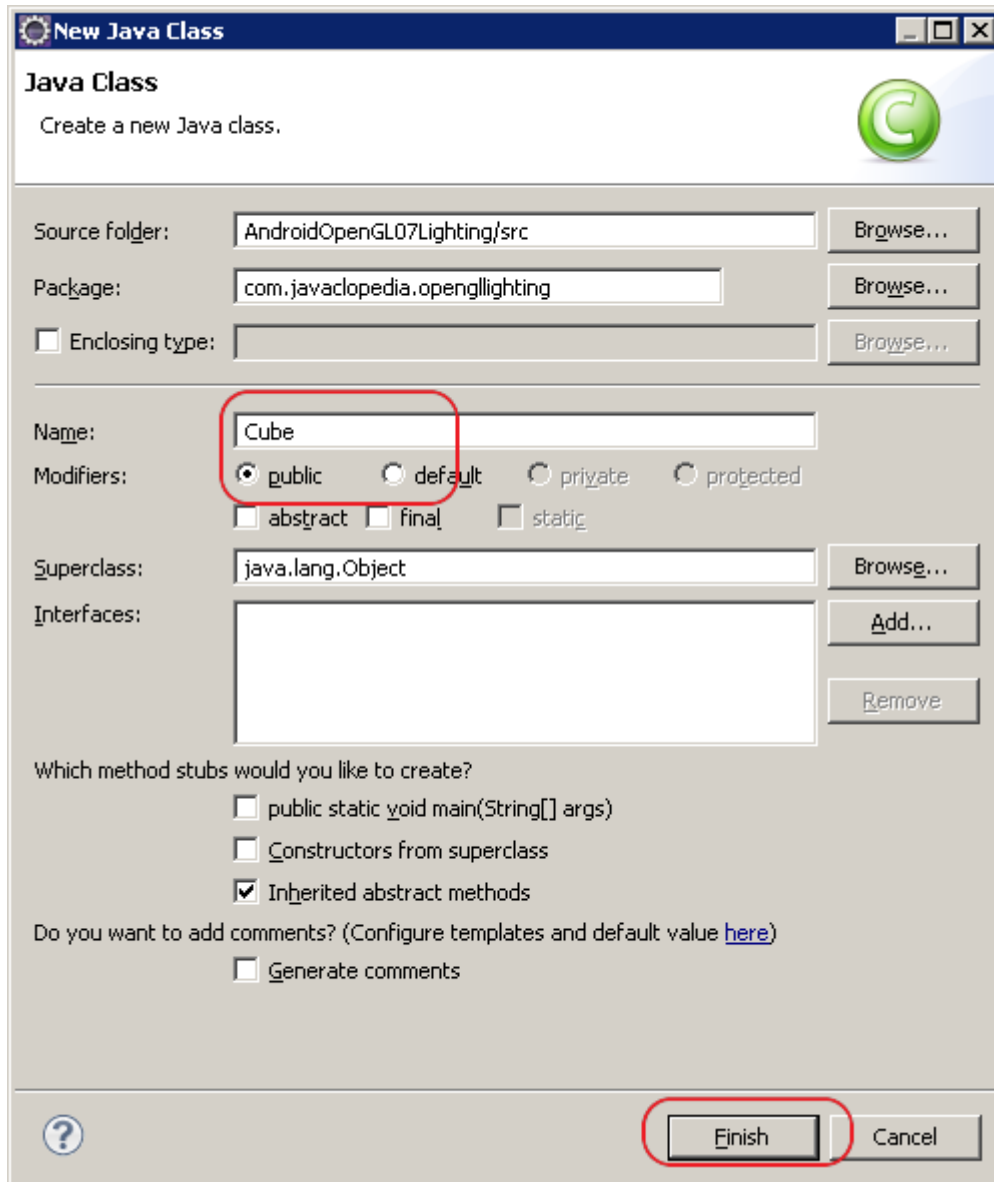 New Java Class
Java Class
Create a new Java class.
C
Source folder: AndroidOpenGL07Lighting/src Browse...
Package: com.javaclopedia.opengllighting Browse...
Enclosing type: Browse...
Name: Cube
Modifiers: public default private protected
abstract final static
Superclass: java.lang.Object Browse...
Interfaces: Add...
Remove
Which method stubs would you like to create?
public static void main(String[] args)
Constructors from superclass
Inherited abstract methods
Do you want to add comments? (Configure templates and default value here)
Generate comments
? Finish Cancel